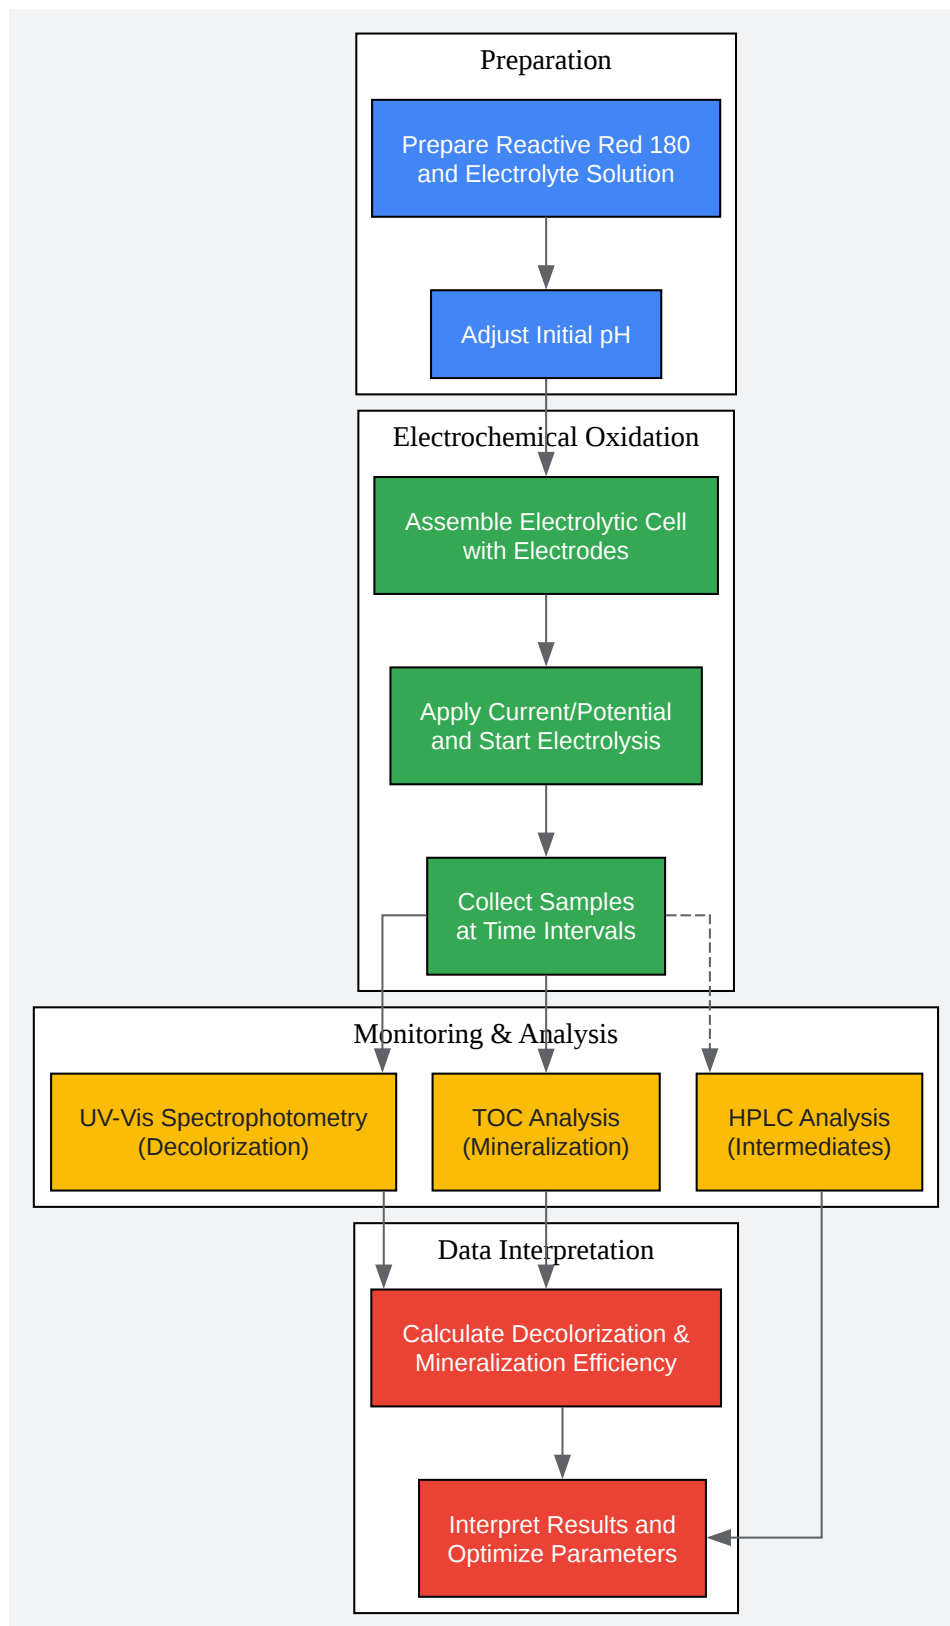 Preparation
Prepare Reactive Red 180
and Electrolyte Solution
Adjust Initial pH
Electrochemical Oxidation
Assemble Electrolytic Cell
with Electrodes
Apply Current/Potential
and Start Electrolysis
Collect Samples
at Time Intervals
Monitoring & Analysis
UV-Vis Spectrophotometry
(Decolorization)
TOC Analysis
(Mineralization)
HPLC Analysis
(Intermediates)
Data Interpretation
Calculate Decolorization &
Mineralization Efficiency
Interpret Results and
Optimize Parameters